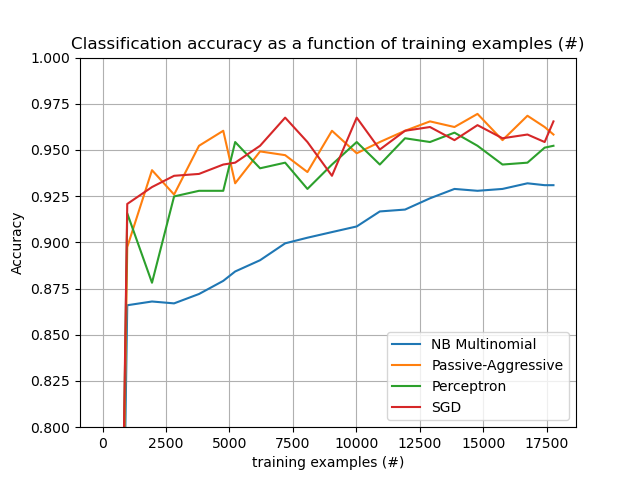 Classification accuracy as a function of training examples (#)
1.000
0.975
0.950
0.925
0.900
0.875
0.850
0.825
0.800
Accuracy
NB Multinomial
Passive-Aggressive
Perceptron
SGD
0 2500 5000 7500 10000 12500 15000 17500
training examples (#)